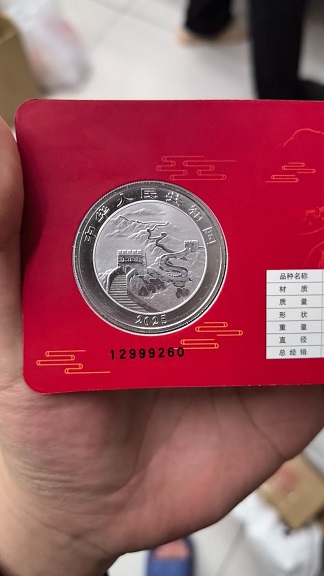 中华人民共和国
2025
12999260
品种名称
材 质
质 量
形 状
重 量
直 径
总经销